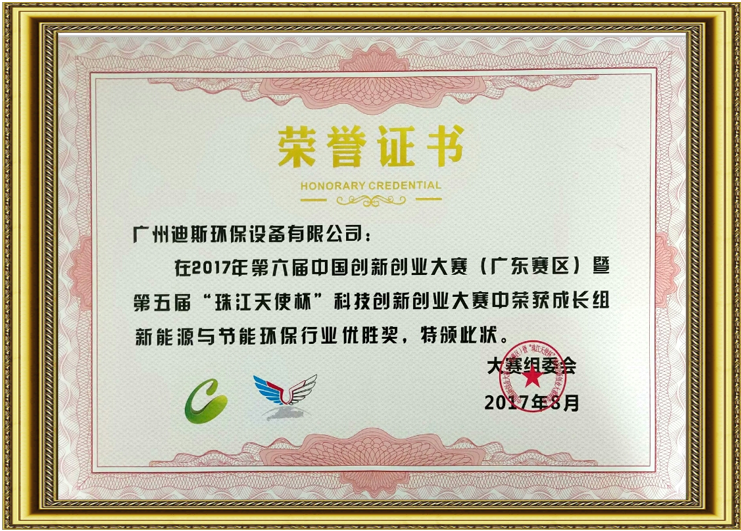 荣誉证书
HONORARY CREDENTIAL
广州迪斯环保设备有限公司：
在2017年第六届中国创新创业大赛（广东赛区）暨
第五届“珠江天使杯”科技创新创业大赛中荣获成长组
新能源与节能环保行业优胜奖，特颁此状。
大赛组委会
2017年8月